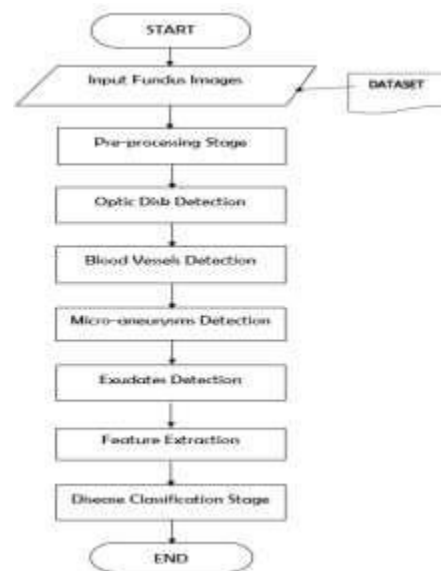 START
Input Fundus Images
DATASET
Pre-processing Stage
Optic Disk Detection
Blood Vessels Detection
Micro-aneurysms Detection
Exudates Detection
Feature Extraction
Disease Classification Stage
END